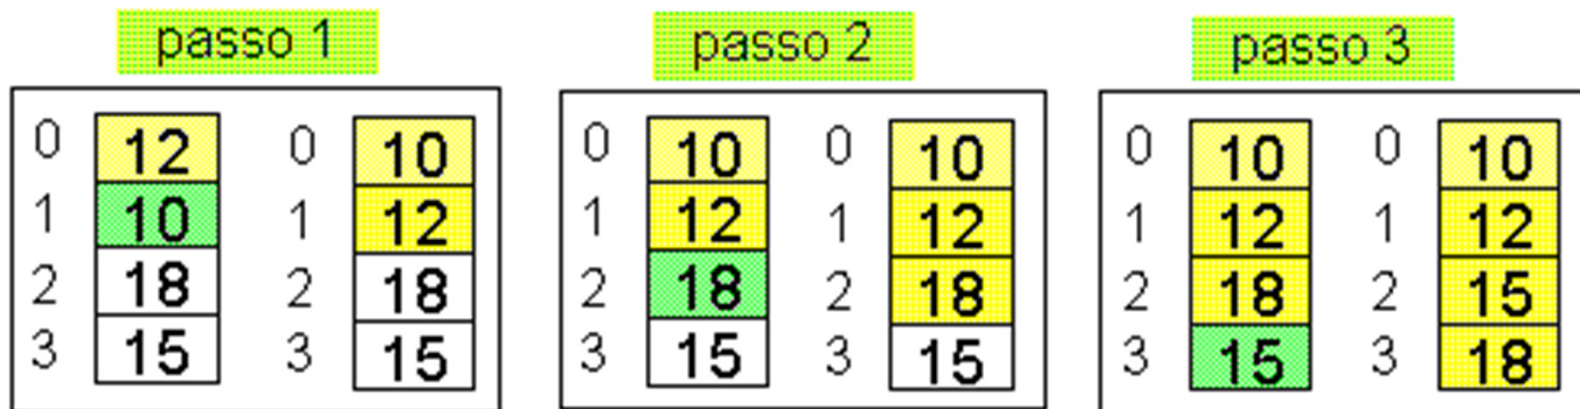 passo 1 passo 2 passo 3
0 12 0 10 0 10 0 10 0 10 0 10
1 10 1 12 1 12 1 12 1 12 1 12
2 18 2 18 2 18 2 18 2 18 2 15
3 15 3 15 3 15 3 15 3 15 3 18